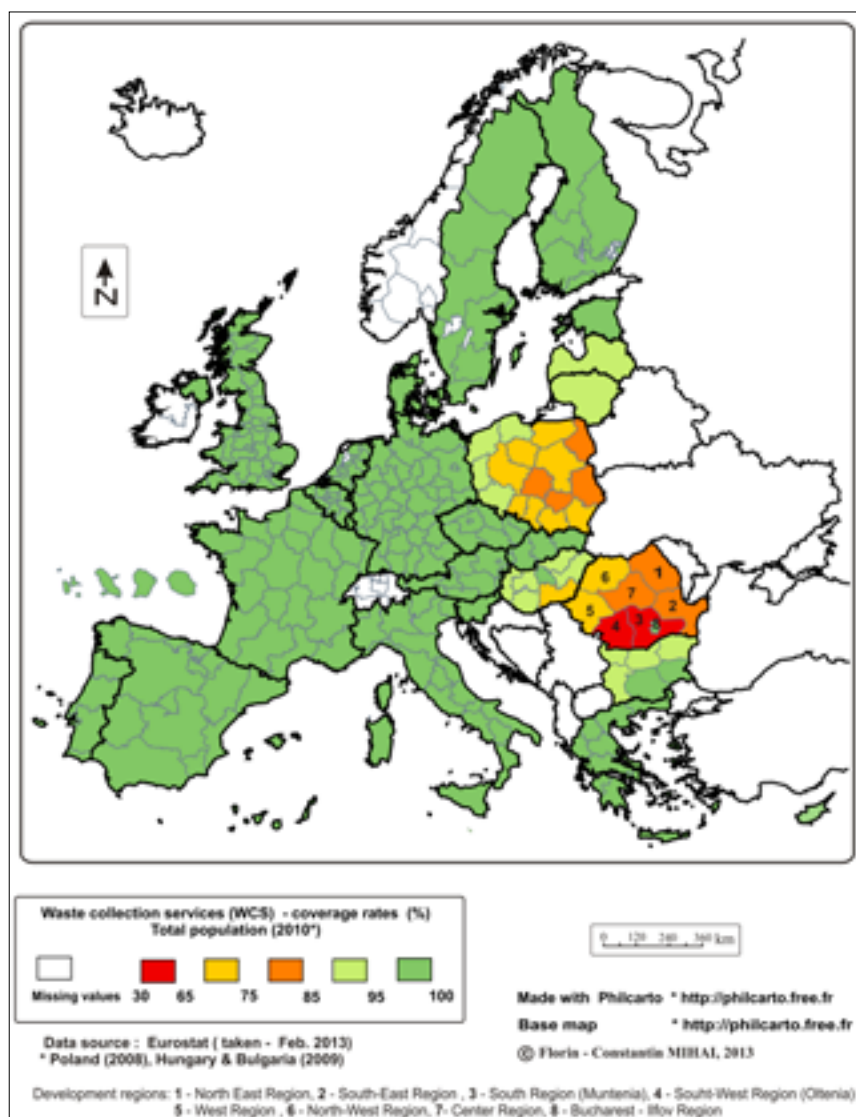 N
1
6
7
2
5
4 3 8
Waste collection services (WCS) - coverage rates (%)
Total population (2010*)
Missing values 30 65 75 85 95 100
0 120 240 360 km
Data source : Eurostat ( taken - Feb. 2013)
* Poland (2008), Hungary & Bulgaria (2009)
Made with Philcarto * http://philcarto.free.fr
Base map * http://philcarto.free.fr
© Florin - Constantin MIHAI, 2013
Development regions: 1 - North East Region, 2 - South-East Region , 3 - South Region (Muntenia), 4 - Souht-West Region (Oltenia)
5 - West Region , 6 - North-West Region, 7- Center Region, 8 - Bucharest - Ilfov Region